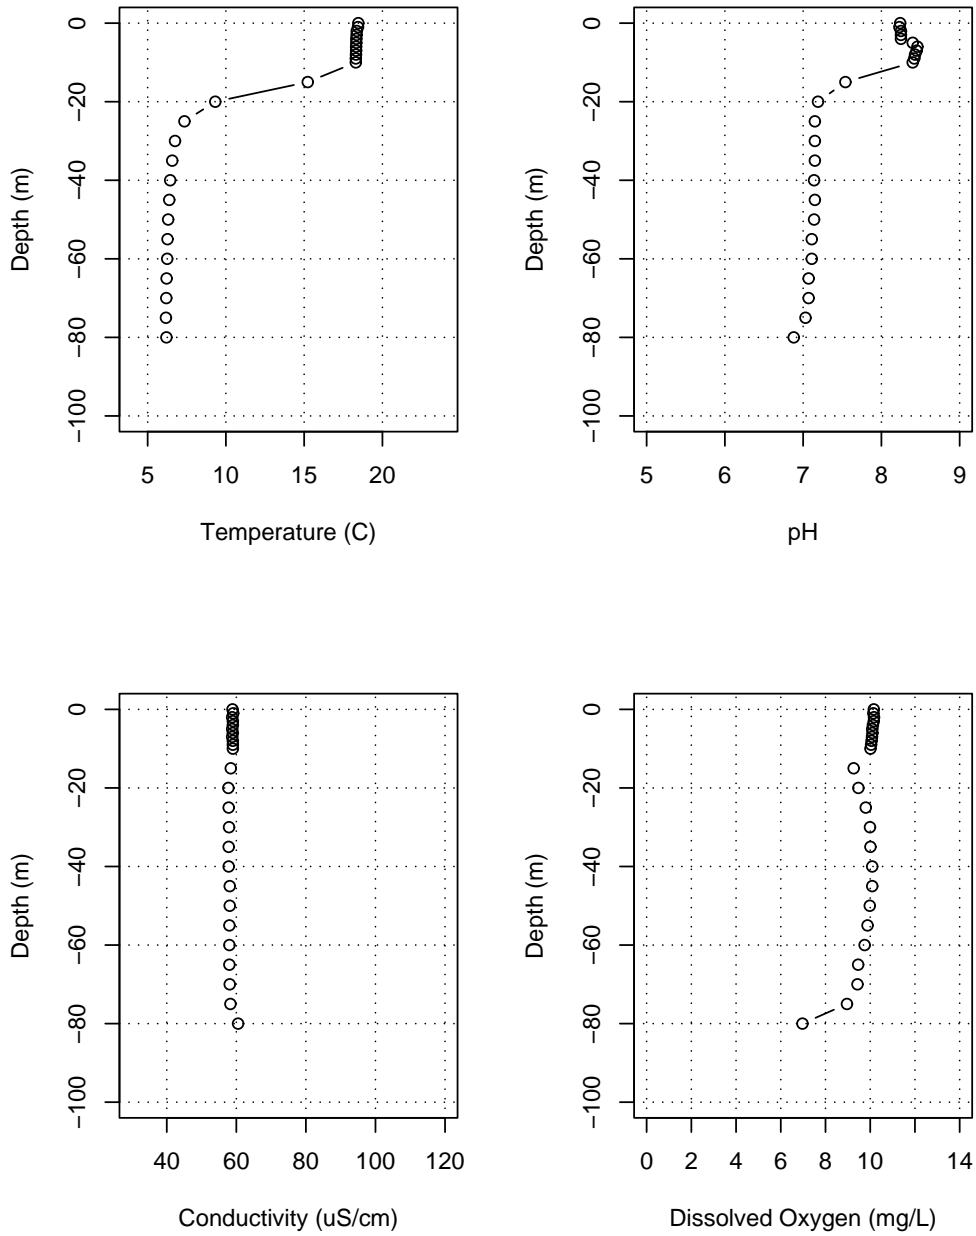 0
−20
−40
−60
−80
−100
Depth (m)
5 10 15 20
Temperature (C)
0
−20
−40
−60
−80
−100
Depth (m)
5 6 7 8 9
pH
0
−20
−40
−60
−80
−100
Depth (m)
40 60 80 100 120
Conductivity (uS/cm)
0
−20
−40
−60
−80
−100
Depth (m)
0 2 4 6 8 10 14
Dissolved Oxygen (mg/L)